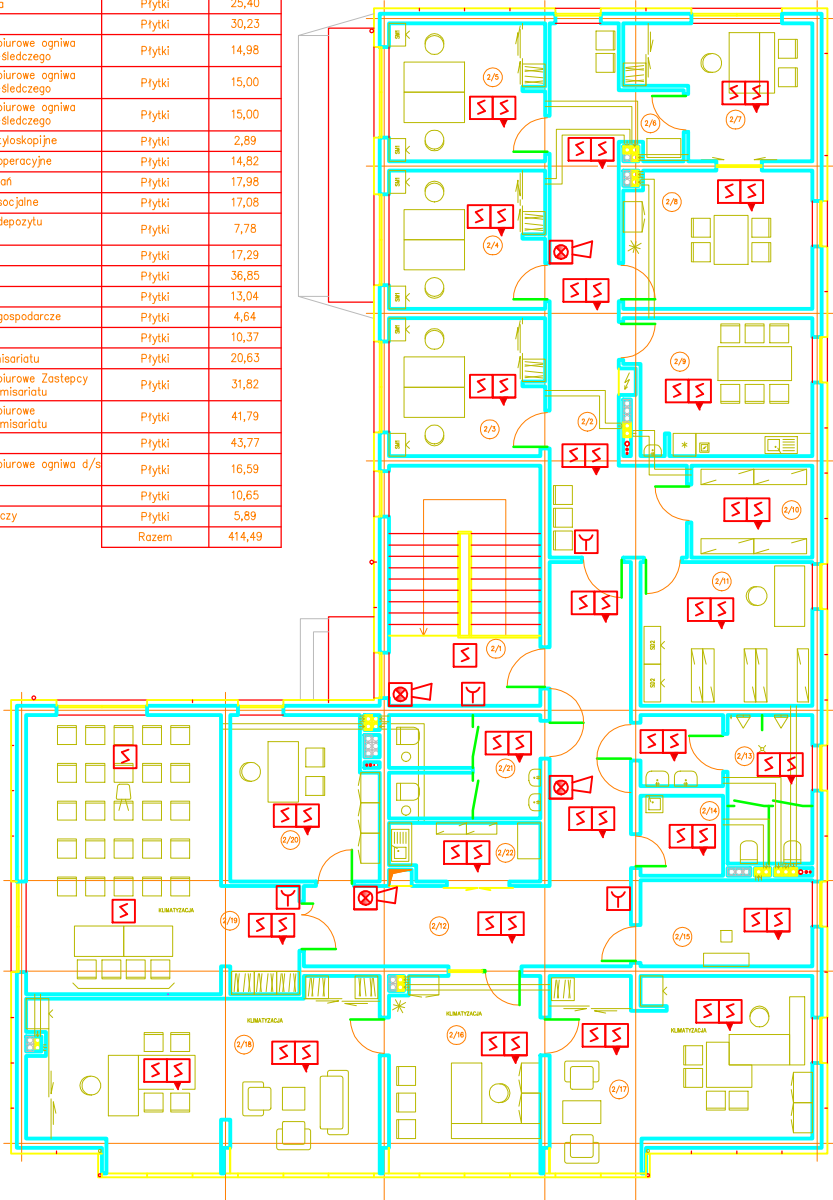 Płytki 25,40
Płytki 30,23
biurowe ogniwa
śledczego Płytki 14,98
biurowe ogniwa
śledczego Płytki 15,00
biurowe ogniwa
śledczego Płytki 15,00
Płytki 2,89
operacyjne Płytki 14,82
Płytki 17,98
socjalne Płytki 17,08
depozytu
Płytki 7,78
Płytki 17,29
Płytki 36,85
Płytki 13,04
gospodarcze Płytki 4,64
Płytki 10,37
Płytki 20,63
biurowe Zastepcy
Płytki 31,82
biurowe
Płytki 41,79
Płytki 43,77
biurowe ogniwa d/s
Płytki 16,59
Płytki 10,65
Płytki 5,89
Razem 414,49
2/5
2/6
2/7
2/8
2/4
2/9
2/3
2/2
2/10
2/11
2/1
2/21
2/13
2/14
2/20
2/22
KLIMATYZACJA
2/19
2/12
2/15
KLIMATYZACJA
KLIMATYZACJA
KLIMATYZACJA
2/18
2/16
2/17